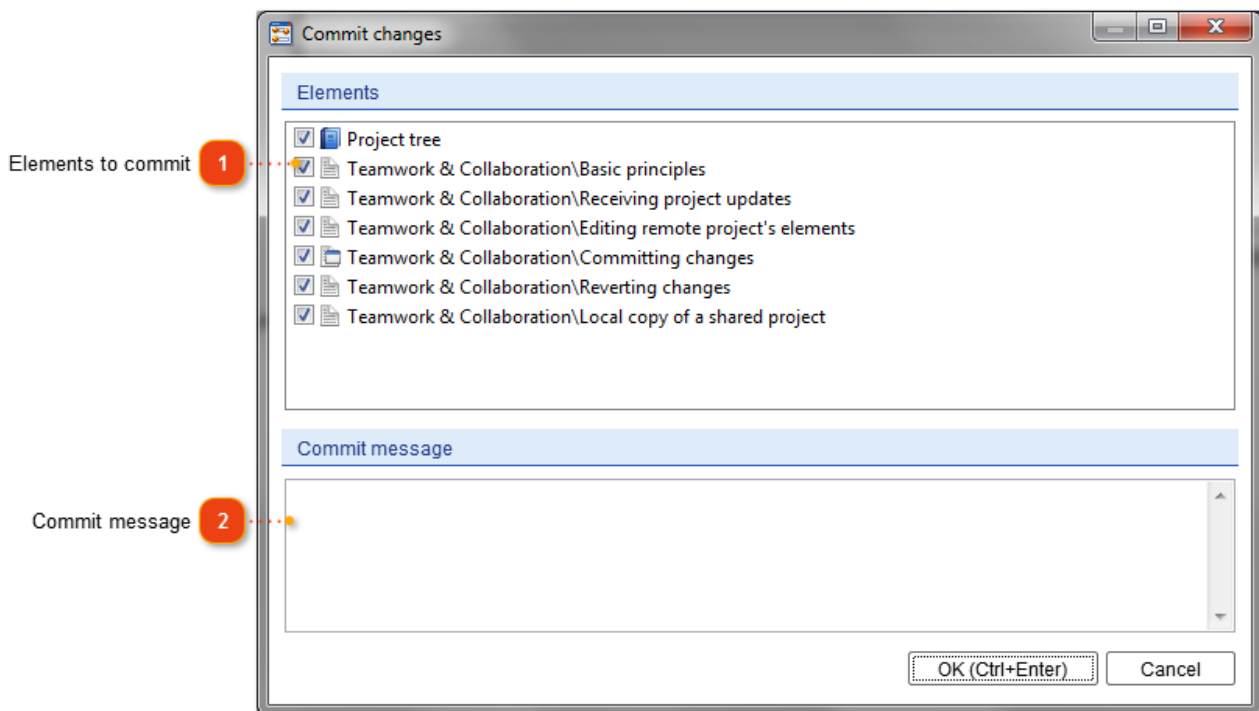 Commit changes
Elements
Project tree
Elements to commit 1
Teamwork & Collaboration\Basic principles
Teamwork & Collaboration\Receiving project updates
Teamwork & Collaboration\Editing remote project's elements
Teamwork & Collaboration\Committing changes
Teamwork & Collaboration\Reverting changes
Teamwork & Collaboration\Local copy of a shared project
Commit message
Commit message 2
OK (Ctrl+Enter) Cancel